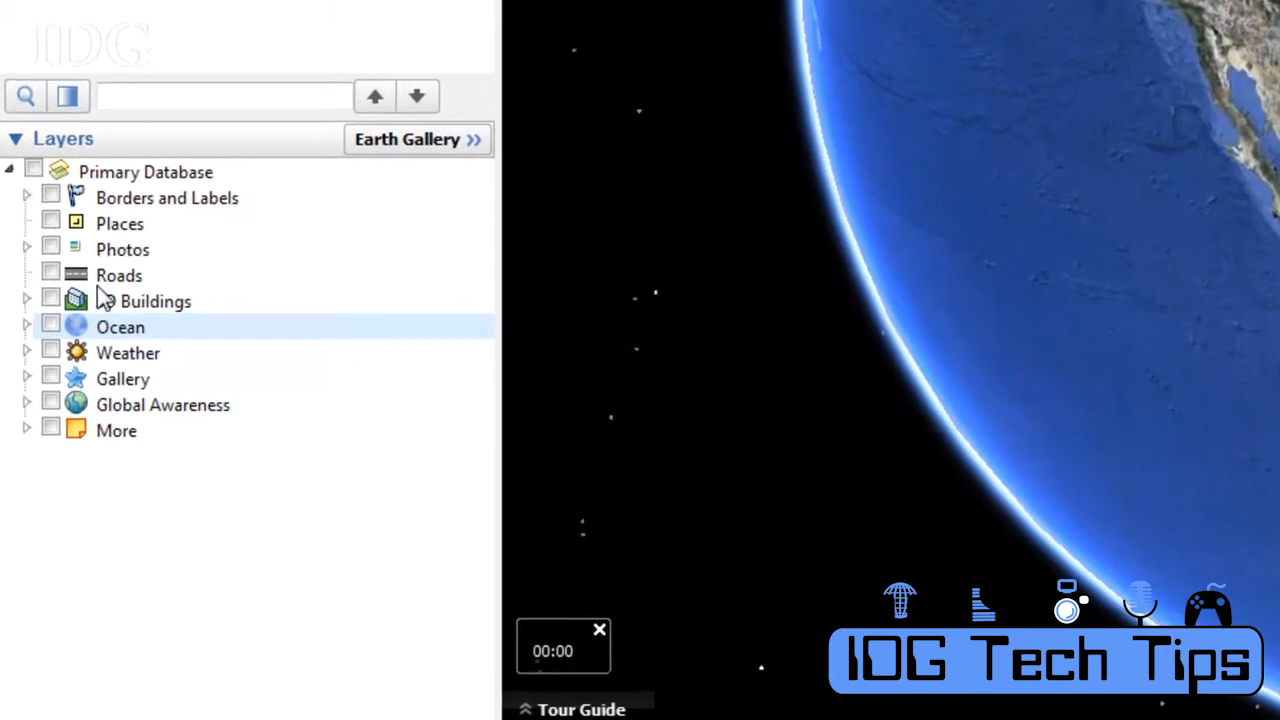 IDG
Layers
Earth Gallery »
Primary Database
Borders and Labels
Places
Photos
Roads
Buildings
Ocean
Weather
Gallery
Global Awareness
More
00:00
Tour Guide
IDG Tech Tips